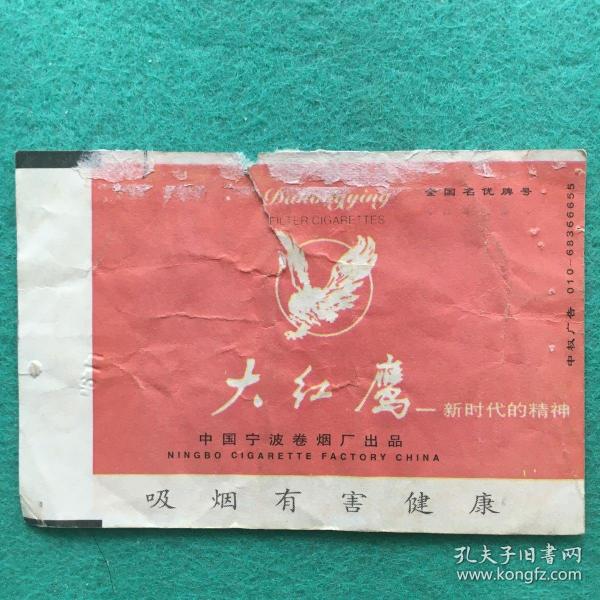 Dahongying
FILTER CIGARETTES
全国名优牌号
中权广告 010-68366655
大红鹰
—新时代的精神
中国宁波卷烟厂出品
NINGBO CIGARETTE FACTORY CHINA
吸烟有害健康
孔夫子旧书网
www.kongfz.com